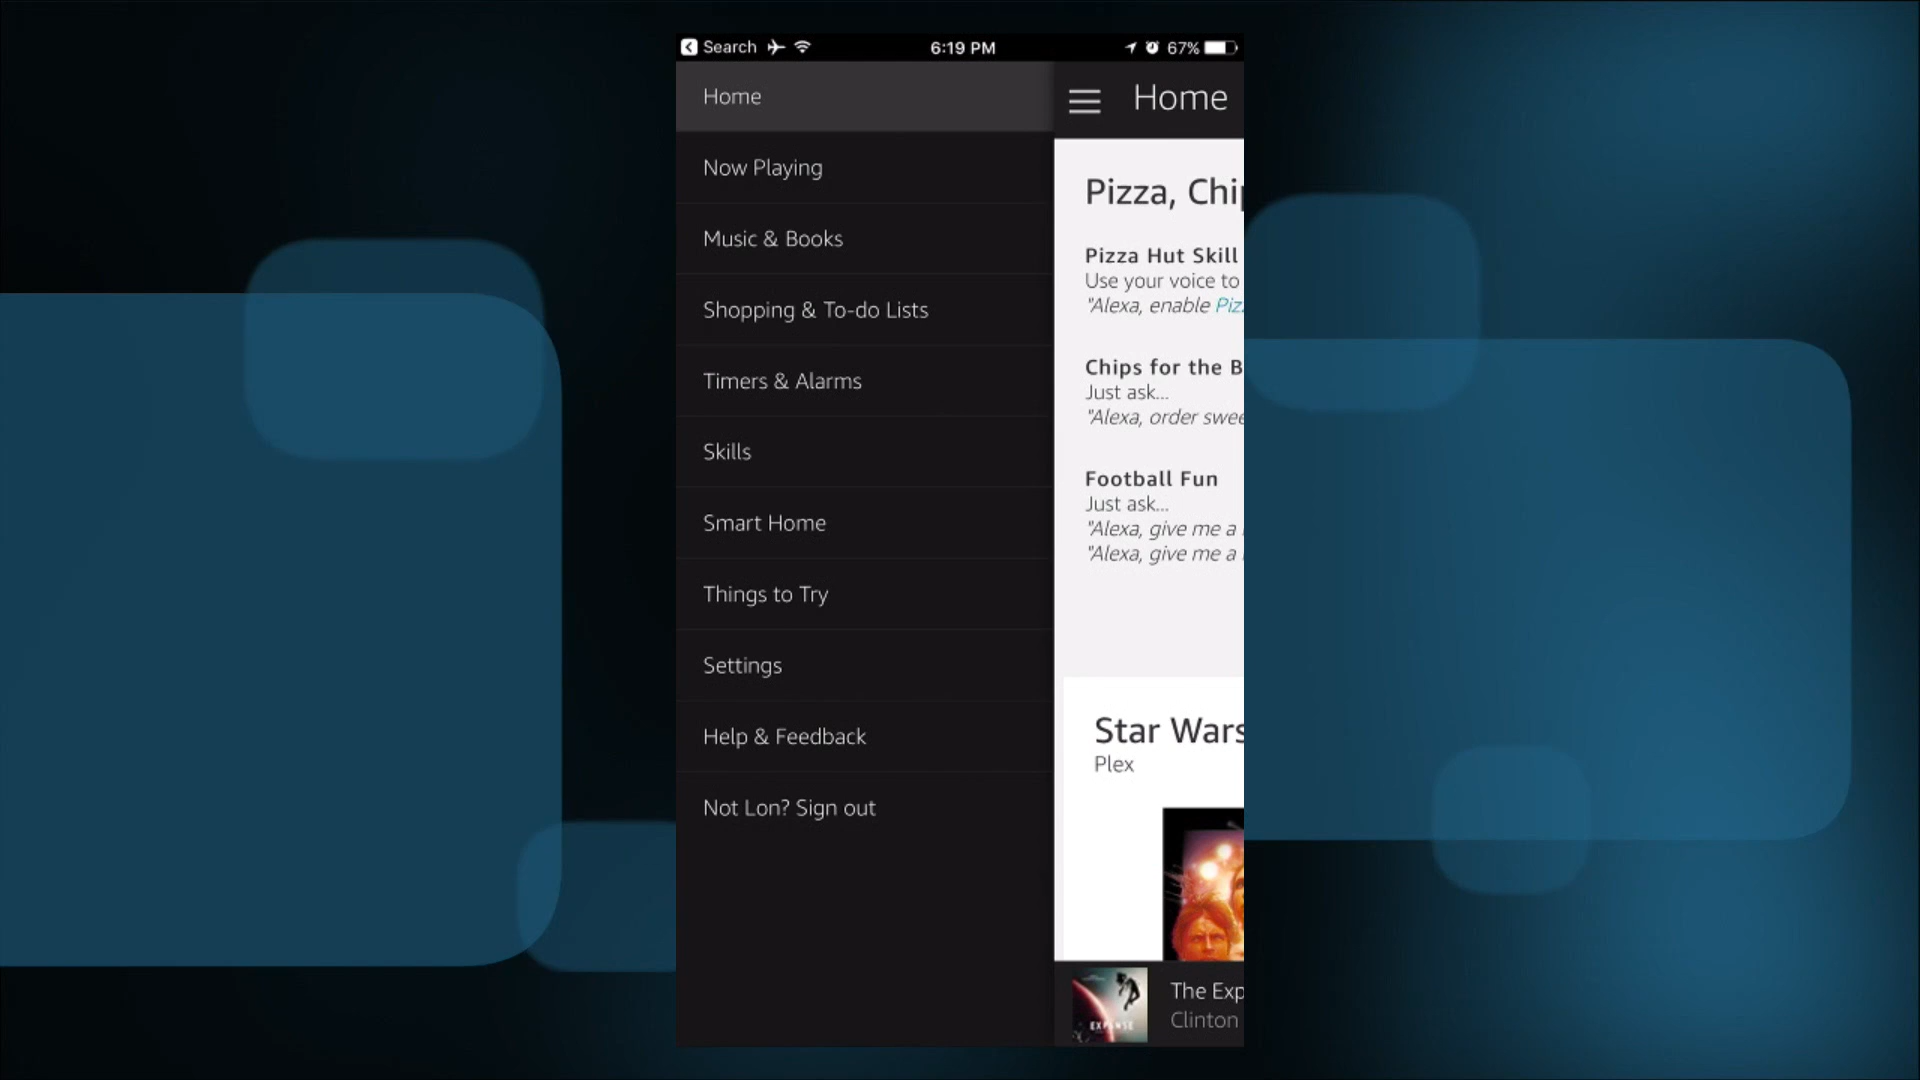 Search
6:19 PM
67%
Home
Now Playing
Music & Books
Shopping & To-do Lists
Timers & Alarms
Skills
Smart Home
Things to Try
Settings
Help & Feedback
Not Lon? Sign out
Home
Pizza, Chi
Pizza Hut Skill
Use your voice to
"Alexa, enable Piz
Chips for the B
Just ask...
"Alexa, order swee
Football Fun
Just ask...
"Alexa, give me a
"Alexa, give me a
Star Wars
Plex
EXPANSE
The Exp
Clinton